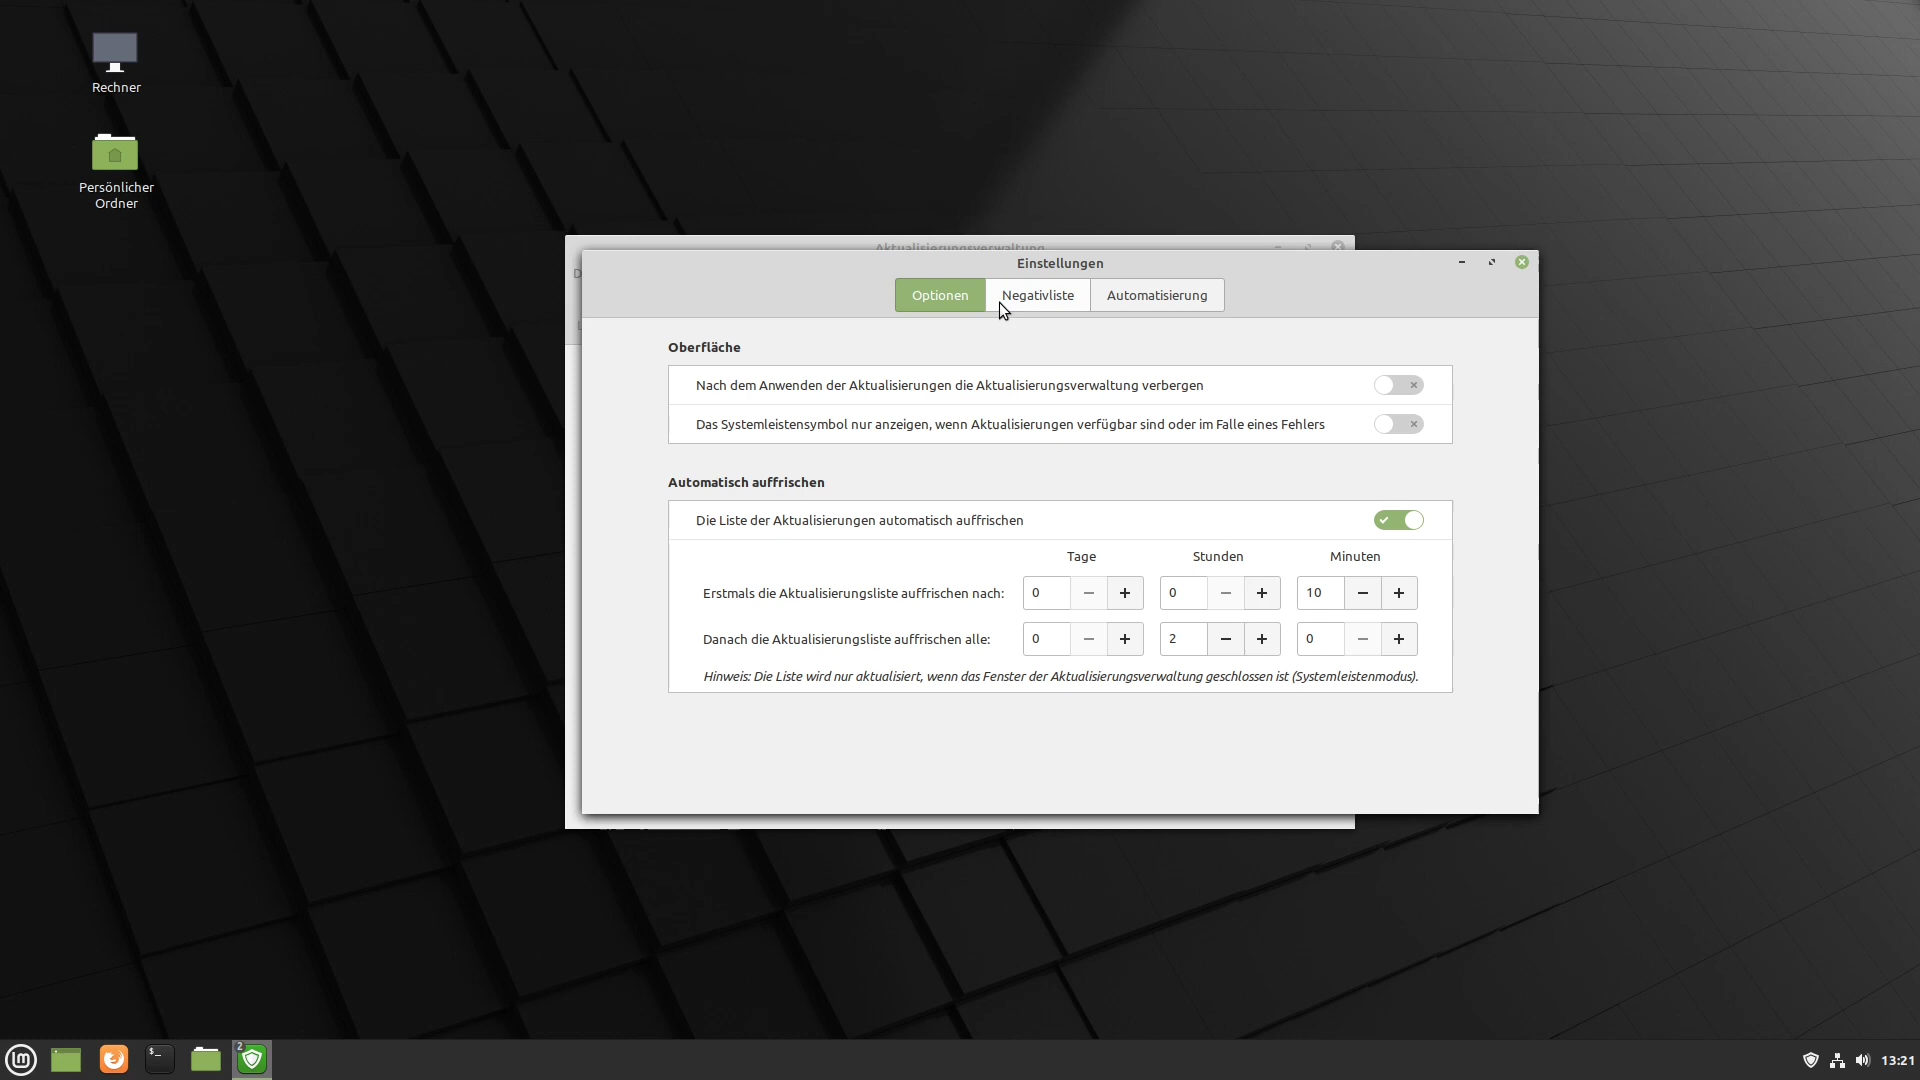 Rechner
Persönlicher
Ordner
Aktualisierungsverwaltung
Einstellungen
Optionen
Negativliste
Automatisierung
Oberfläche
Nach dem Anwenden der Aktualisierungen die Aktualisierungsverwaltung verbergen
Das Systemleistensymbol nur anzeigen, wenn Aktualisierungen verfügbar sind oder im Falle eines Fehlers
Automatisch auffrischen
Die Liste der Aktualisierungen automatisch auffrischen
Tage Stunden Minuten
Erstmals die Aktualisierungsliste auffrischen nach: 0 − + 0 − + 10 − +
Danach die Aktualisierungsliste auffrischen alle: 0 − + 2 − + 0 − +
Hinweis: Die Liste wird nur aktualisiert, wenn das Fenster der Aktualisierungsverwaltung geschlossen ist (Systemleistenmodus).
$_
2
13:21